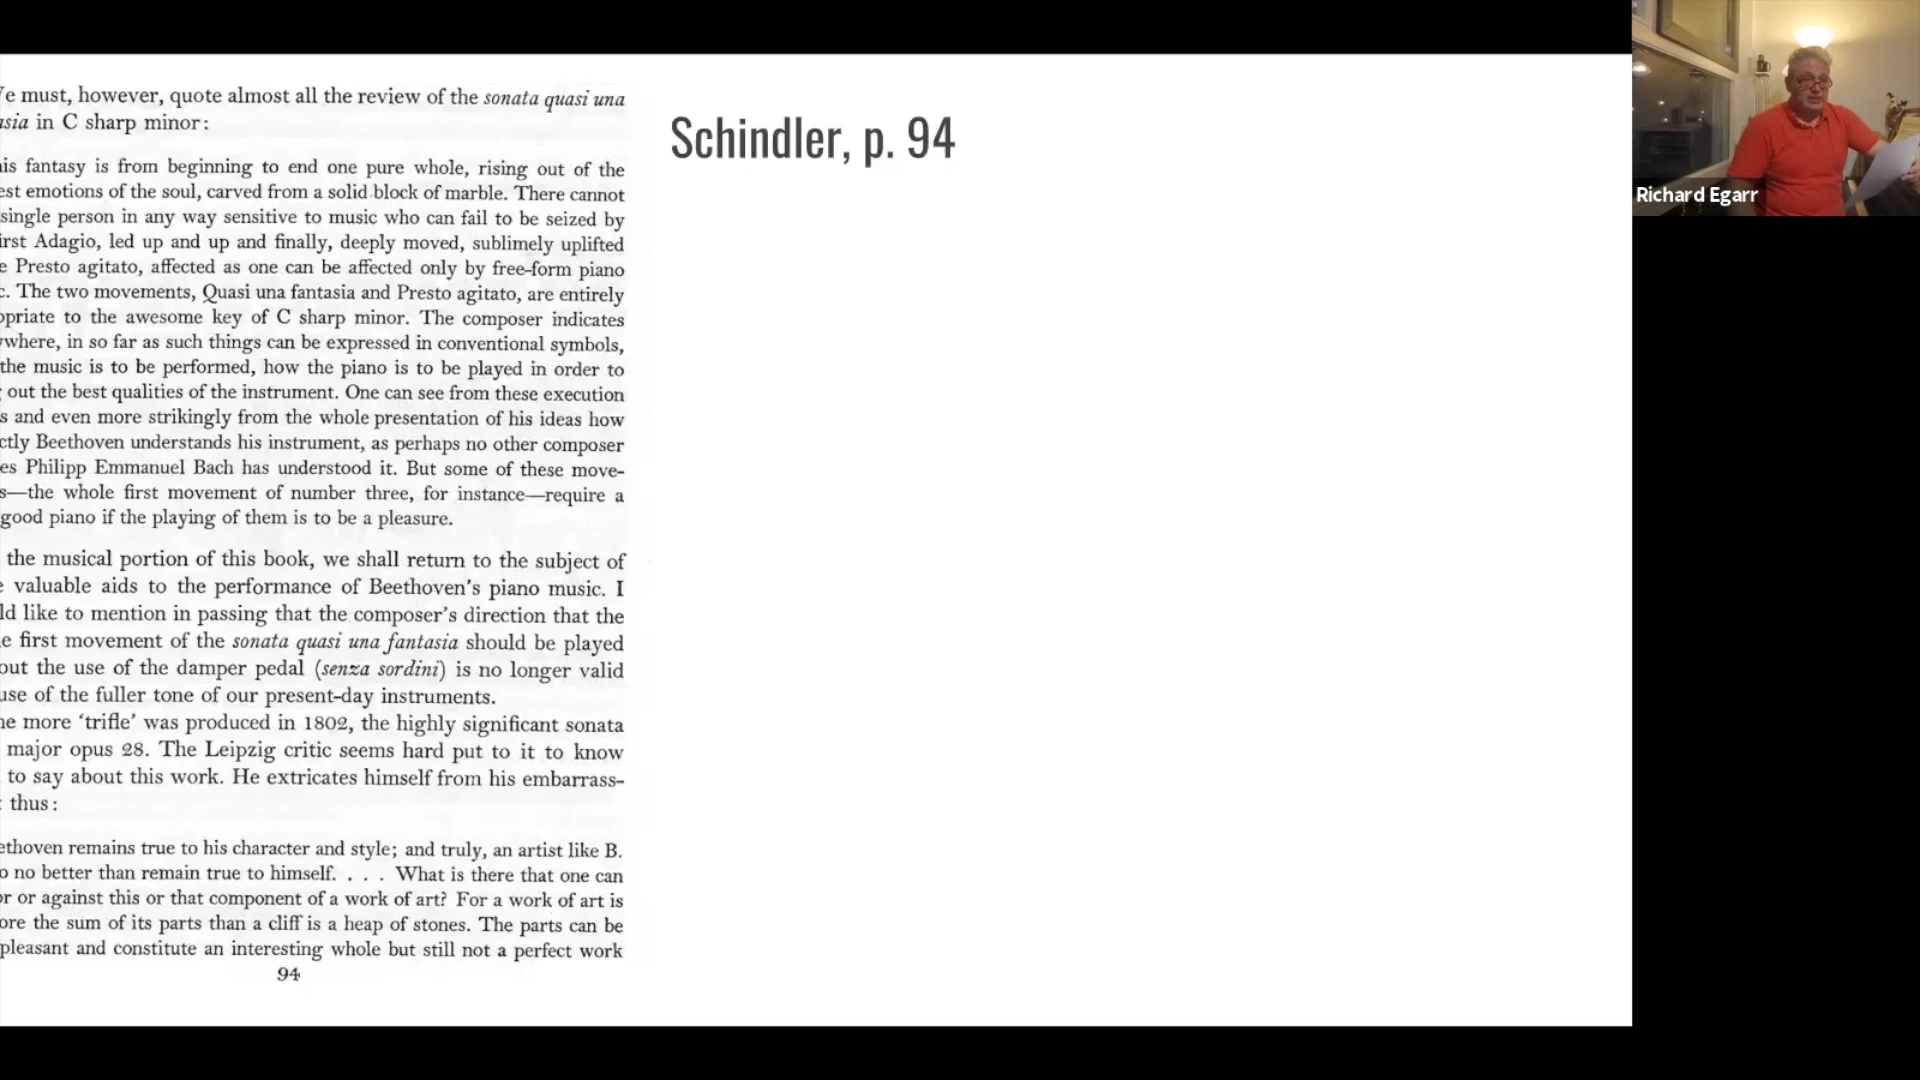 e must, however, quote almost all the review of the sonata quasi una
asia in C sharp minor:
is fantasy is from beginning to end one pure whole, rising out of the
est emotions of the soul, carved from a solid block of marble. There cannot
single person in any way sensitive to music who can fail to be seized by
irst Adagio, led up and up and finally, deeply moved, sublimely uplifted
e Presto agitato, affected as one can be affected only by free-form piano
c. The two movements, Quasi una fantasia and Presto agitato, are entirely
opriate to the awesome key of C sharp minor. The composer indicates
ywhere, in so far as such things can be expressed in conventional symbols,
the music is to be performed, how the piano is to be played in order to
out the best qualities of the instrument. One can see from these execution
s and even more strikingly from the whole presentation of his ideas how
ctly Beethoven understands his instrument, as perhaps no other composer
es Philipp Emmanuel Bach has understood it. But some of these move-
s—the whole first movement of number three, for instance—require a
good piano if the playing of them is to be a pleasure.
the musical portion of this book, we shall return to the subject of
e valuable aids to the performance of Beethoven's piano music. I
ld like to mention in passing that the composer's direction that the
e first movement of the sonata quasi una fantasia should be played
out the use of the damper pedal (senza sordini) is no longer valid
use of the fuller tone of our present-day instruments.
ne more 'trifle' was produced in 1802, the highly significant sonata
major opus 28. The Leipzig critic seems hard put to it to know
to say about this work. He extricates himself from his embarrass-
thus:
ethoven remains true to his character and style; and truly, an artist like B.
o no better than remain true to himself. . . . What is there that one can
or or against this or that component of a work of art? For a work of art is
ore the sum of its parts than a cliff is a heap of stones. The parts can be
pleasant and constitute an interesting whole but still not a perfect work
94
Schindler, p. 94
Richard Egarr